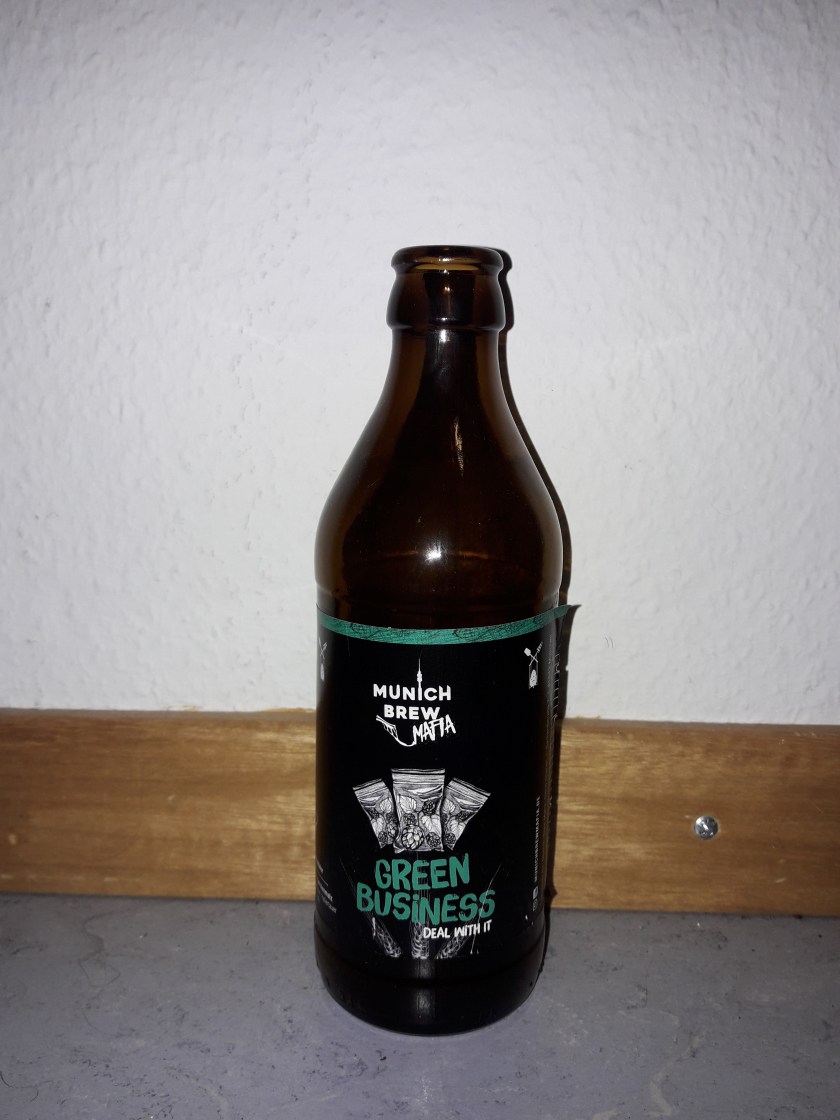 MUNICH
BREW
MAFIA
GREEN
BUSINESS
DEAL WITH IT